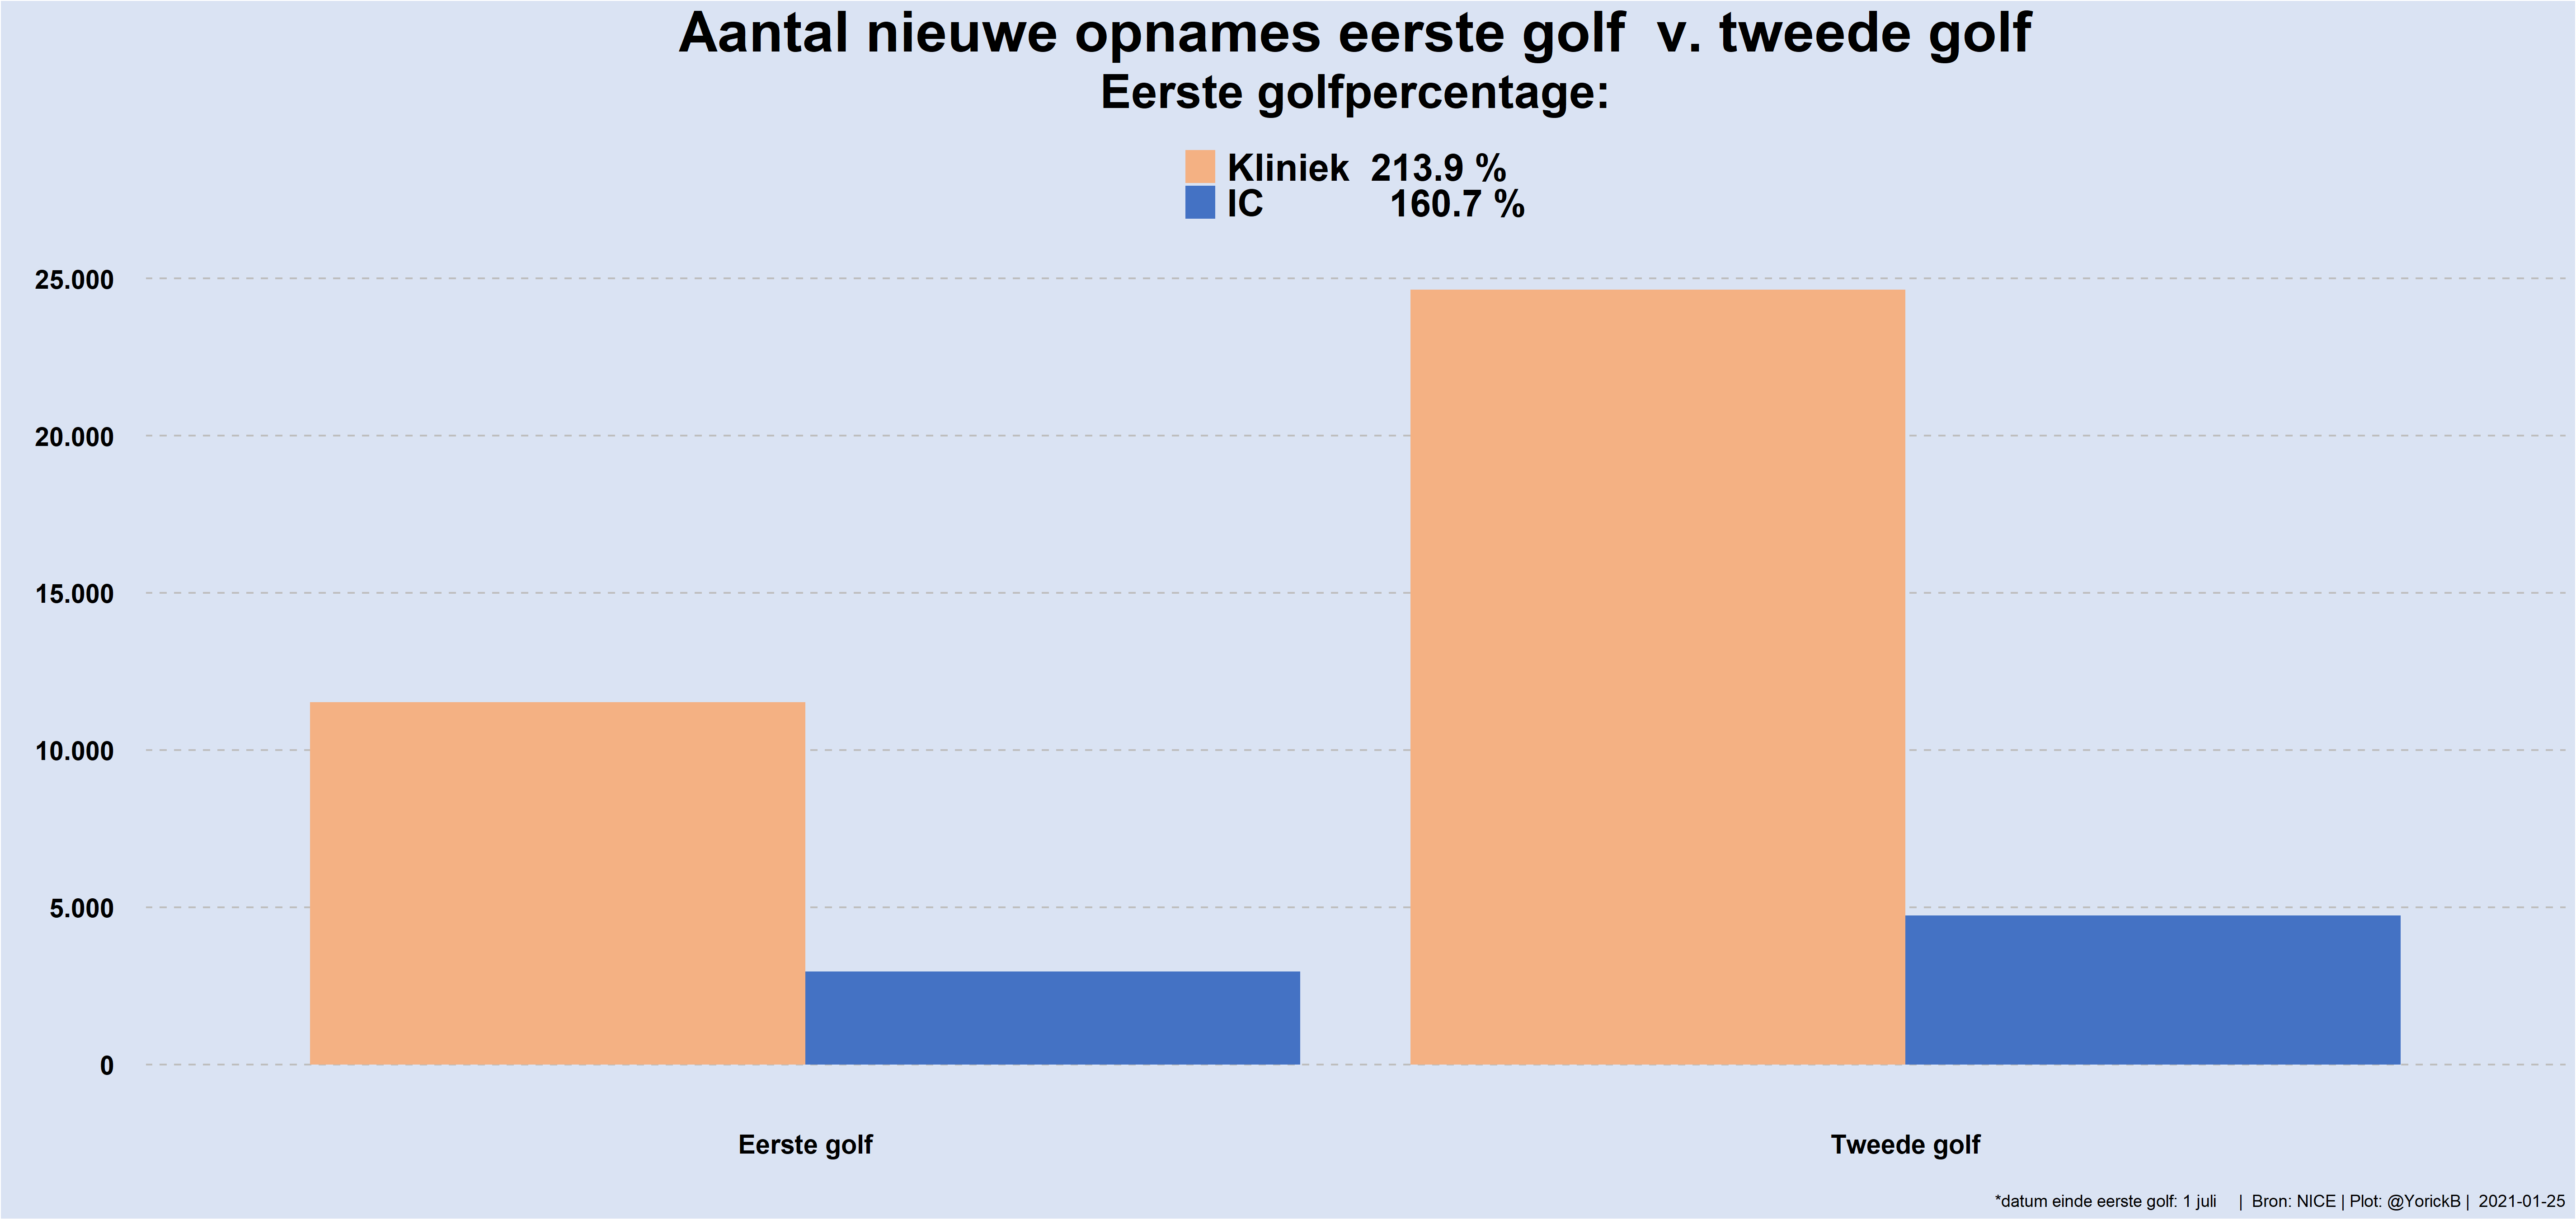 Aantal nieuwe opnames eerste golf  v. tweede golf
Eerste golfpercentage:
Kliniek  213.9 %
IC  160.7 %
25.000
20.000
15.000
10.000
5.000
0
Eerste golf  Tweede golf
*datum einde eerste golf: 1 juli  |  Bron: NICE | Plot: @YorickB |  2021-01-25